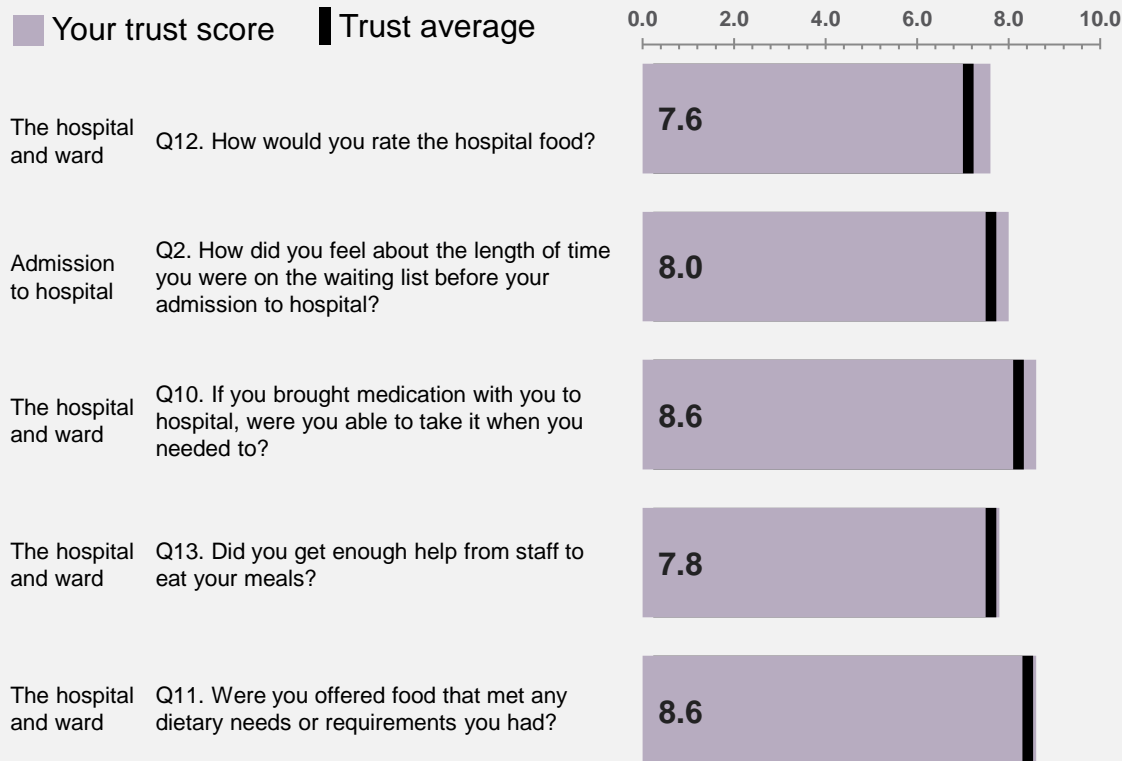 Your trust score
Trust average
0.0 2.0 4.0 6.0 8.0 10.0
The hospital
and ward
Q12. How would you rate the hospital food?
7.6
Admission
to hospital
Q2. How did you feel about the length of time
you were on the waiting list before your
admission to hospital?
8.0
The hospital
and ward
Q10. If you brought medication with you to
hospital, were you able to take it when you
needed to?
8.6
The hospital
and ward
Q13. Did you get enough help from staff to
eat your meals?
7.8
The hospital
and ward
Q11. Were you offered food that met any
dietary needs or requirements you had?
8.6